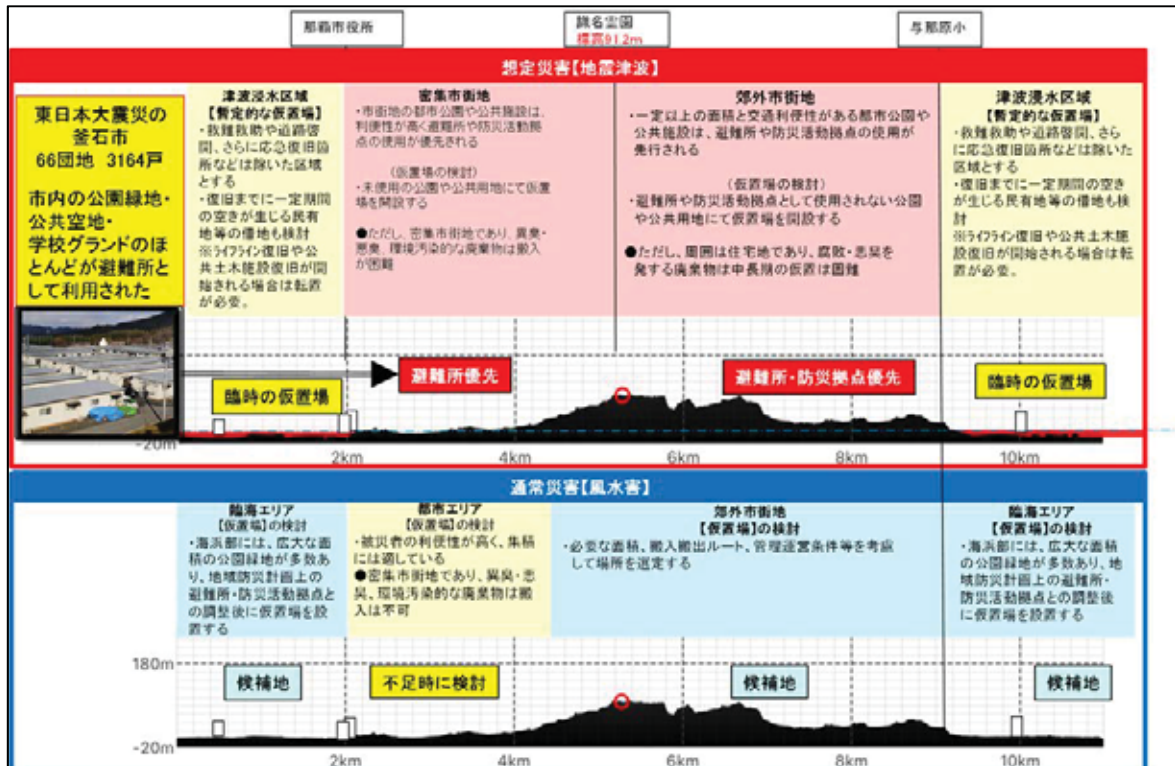 那覇市役所
識名霊園
標高91.2m
与那原小
想定災害【地震津波】
東日本大震災の
釜石市
66団地 3164戸
市内の公園緑地・
公共空地・
学校グランドのほ
とんどが避難所と
して利用された
津波浸水区域
【暫定的な仮置場】
・救難救助や道路啓
開、さらに応急復旧箇
所などは除いた区域
とする
・復旧までに一定期間
の空きが生じる民有
地等の借地も検討
※ライフライン復旧や公
共土木施設復旧が開
始される場合は転置
が必要。
密集市街地
・市街地の都市公園や公共施設は、
利便性が高く避難所や防災活動拠
点の使用が優先される
(仮置場の検討)
・未使用の公園や公共用地にて仮置
場を開設する
●ただし、密集市街地であり、異臭・
悪臭、環境汚染的な廃棄物は搬入
が困難
郊外市街地
・一定以上の面積と交通利便性がある都市公園や
公共施設は、避難所や防災活動拠点の使用が
先行される
(仮置場の検討)
・避難所や防災活動拠点として使用されない公園
や公共用地にて仮置場を開設する
●ただし、周囲は住宅地であり、腐敗・悪臭を
発する廃棄物は中長期の仮置は困難
津波浸水区域
【暫定的な仮置場】
・救難救助や道路啓開、さらに
応急復旧箇所などは除いた
区域とする
・復旧までに一定期間の空き
が生じる民有地等の借地も検
討
※ライフライン復旧や公共土木施
設復旧が開始される場合は転
置が必要。
臨時の仮置場
避難所優先
避難所・防災拠点優先
臨時の仮置場
-20m
2km
4km
6km
8km
10km
通常災害【風水害】
臨海エリア
【仮置場】の検討
・海浜部には、広大な面
積の公園緑地が多数あ
り、地域防災計画上の
避難所・防災活動拠点と
の調整後に仮置場を設
置する
都市エリア
【仮置場】の検討
・被災者の利便性が高く、集積
には適している
●密集市街地であり、異臭・悪
臭、環境汚染的な廃棄物は搬
入は不可
郊外市街地
【仮置場】の検討
・必要な面積、搬入搬出ルート、管理運営条件等を考慮
して場所を選定する
臨海エリア
【仮置場】の検討
・海浜部には、広大な面積
の公園緑地が多数あり、地
域防災計画上の避難所・
防災活動拠点との調整後
に仮置場を設置する
180m
候補地
不足時に検討
候補地
候補地
-20m
2km
4km
6km
8km
10km